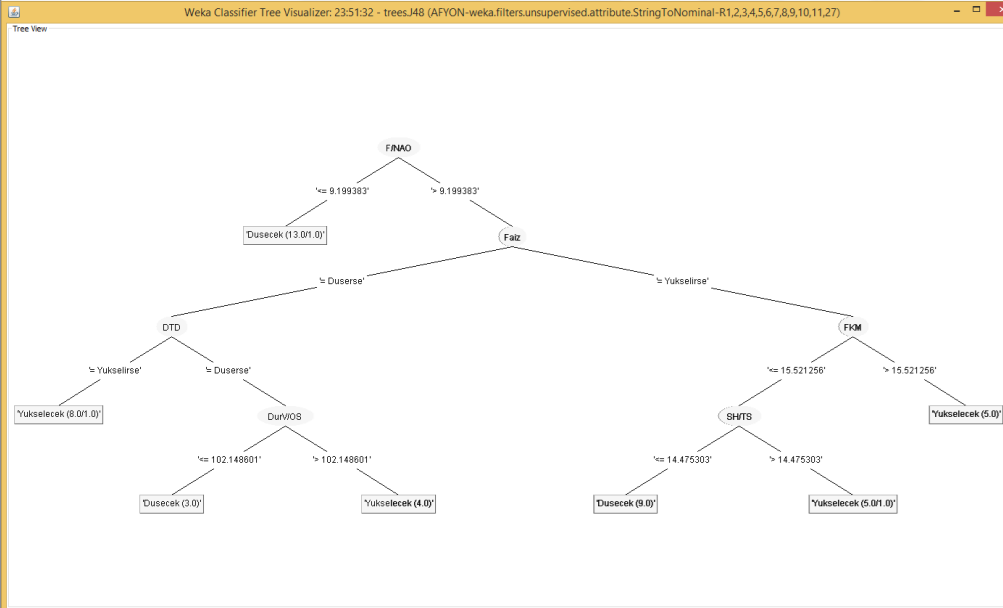 Weka Classifier Tree Visualizer: 23:51:32 - trees.J48 (AFYON-weka.filters.unsupervised.attribute.StringToNominal-R1,2,3,4,5,6,7,8,9,10,11,27)
Tree View
F/NAO
'<= 9.199383' '> 9.199383'
'Dusecek (13.0/1.0)' Faiz
'= Duserse' '= Yukselirse'
DTD FKM
'= Yukselirse' '= Duserse' '<= 15.521256' '> 15.521256'
'Yukselecek (8.0/1.0)' DurV/OS SH/TS 'Yukselecek (5.0)'
'<= 102.148601' '> 102.148601' '<= 14.475303' '> 14.475303'
'Dusecek (3.0)' 'Yukselecek (4.0)' 'Dusecek (9.0)' 'Yukselecek (5.0/1.0)'